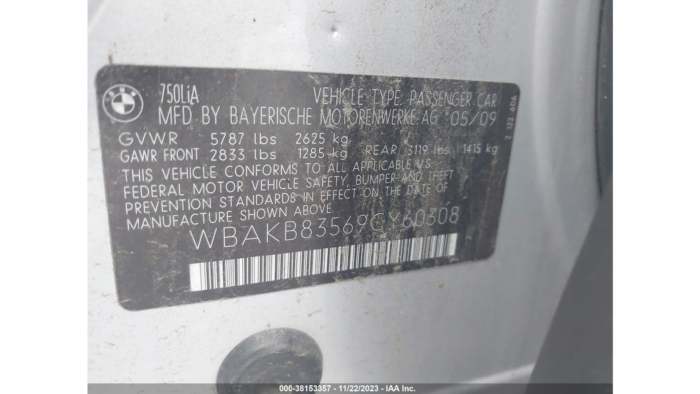 BMW
750LiA VEHICLE TYPE: PASSENGER CAR
MFD BY BAYERISCHE MOTORENWERKE AG 05/09
GVWR 5787 lbs 2625 kg
GAWR FRONT 2833 lbs 1285 kg REAR 3119 lbs 1415 kg
THIS VEHICLE CONFORMS TO ALL APPLICABLE US
FEDERAL MOTOR VEHICLE SAFETY, BUMPER AND THEFT
PREVENTION STANDARDS IN EFFECT ON THE DATE OF
MANUFACTURE SHOWN ABOVE.
WBAKB83569CY60308
000-38153357 - 11/22/2023 - IAA Inc.